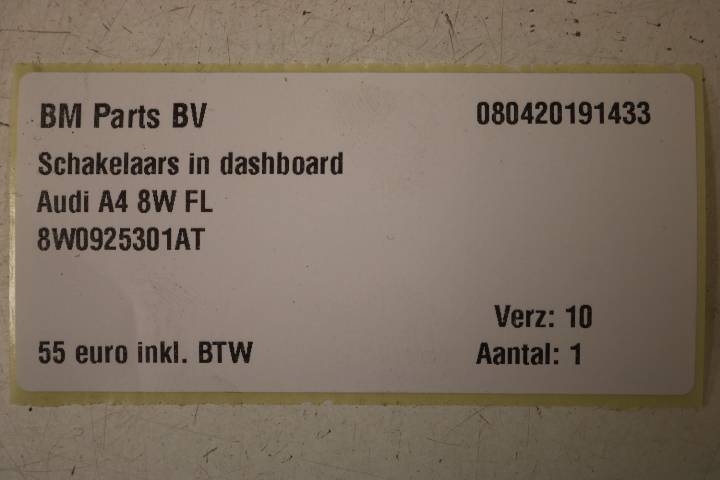 BM Parts BV 080420191433
Schakelaars in dashboard
Audi A4 8W FL
8W0925301AT
Verz: 10
55 euro inkl. BTW Aantal: 1